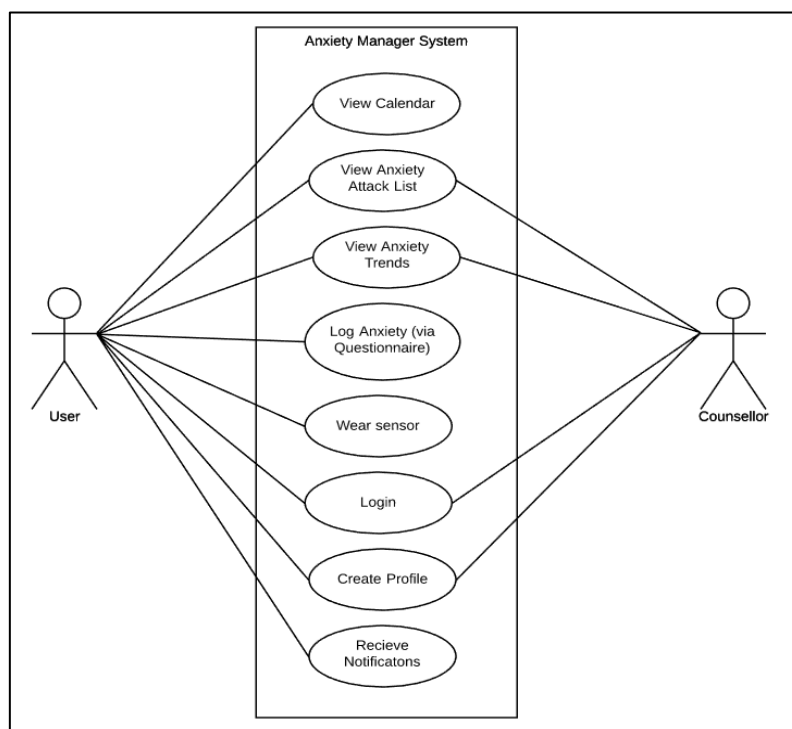 Anxiety Manager System
View Calendar
View Anxiety
Attack List
View Anxiety
Trends
Log Anxiety (via
Questionnaire)
Wear sensor
User
Counsellor
Login
Create Profile
Recieve
Notificatons